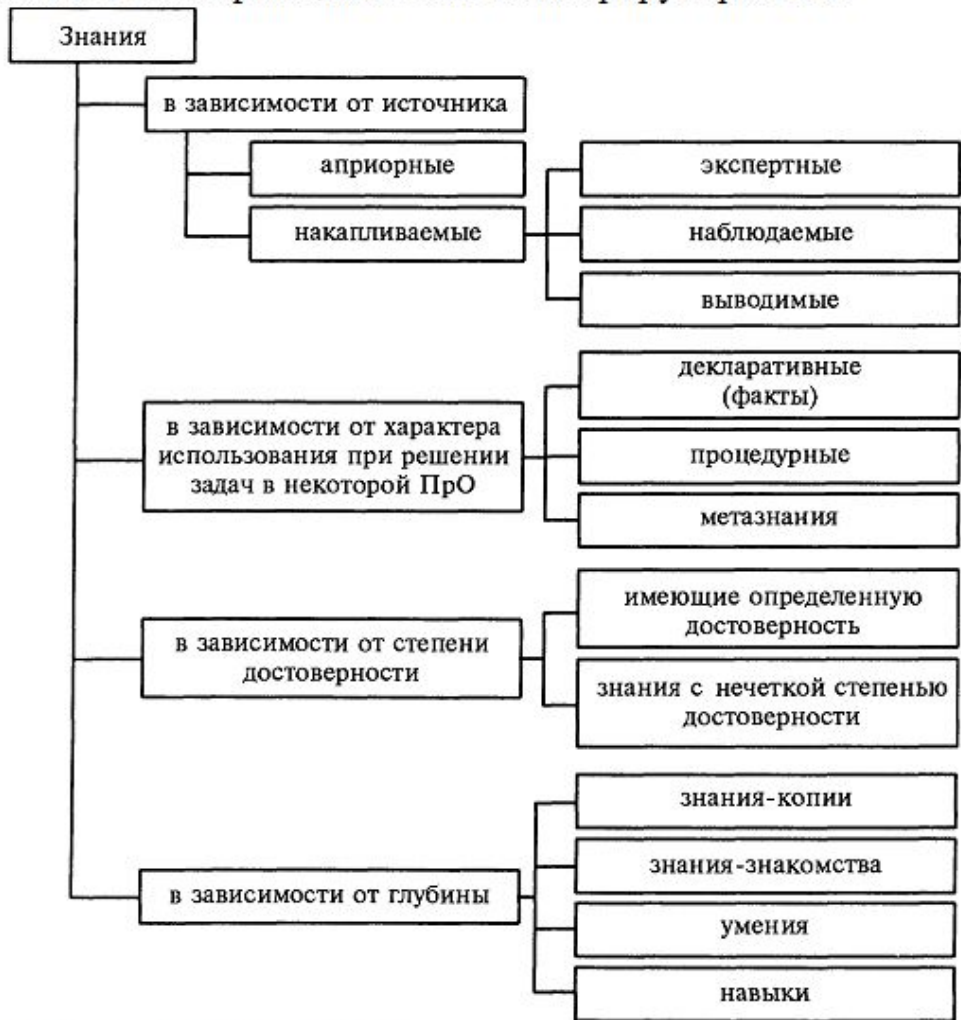 Знания
в зависимости от источника
априорные
экспертные
накапливаемые
наблюдаемые
выводимые
декларативные
(факты)
в зависимости от характера
использования при решении
задач в некоторой ПрО
процедурные
метазнания
имеющие определенную
достоверность
в зависимости от степени
достоверности
знания с нечеткой степенью
достоверности
знания-копии
знания-знакомства
в зависимости от глубины
умения
навыки